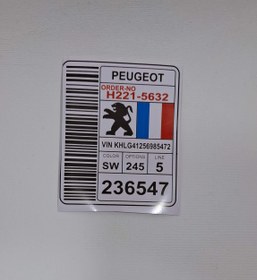 PEUGEOT
ORDER-NO
H221-5632
VIN KHLG41256985472
COLOR OPTIONS LINE
SW 245 5
236547